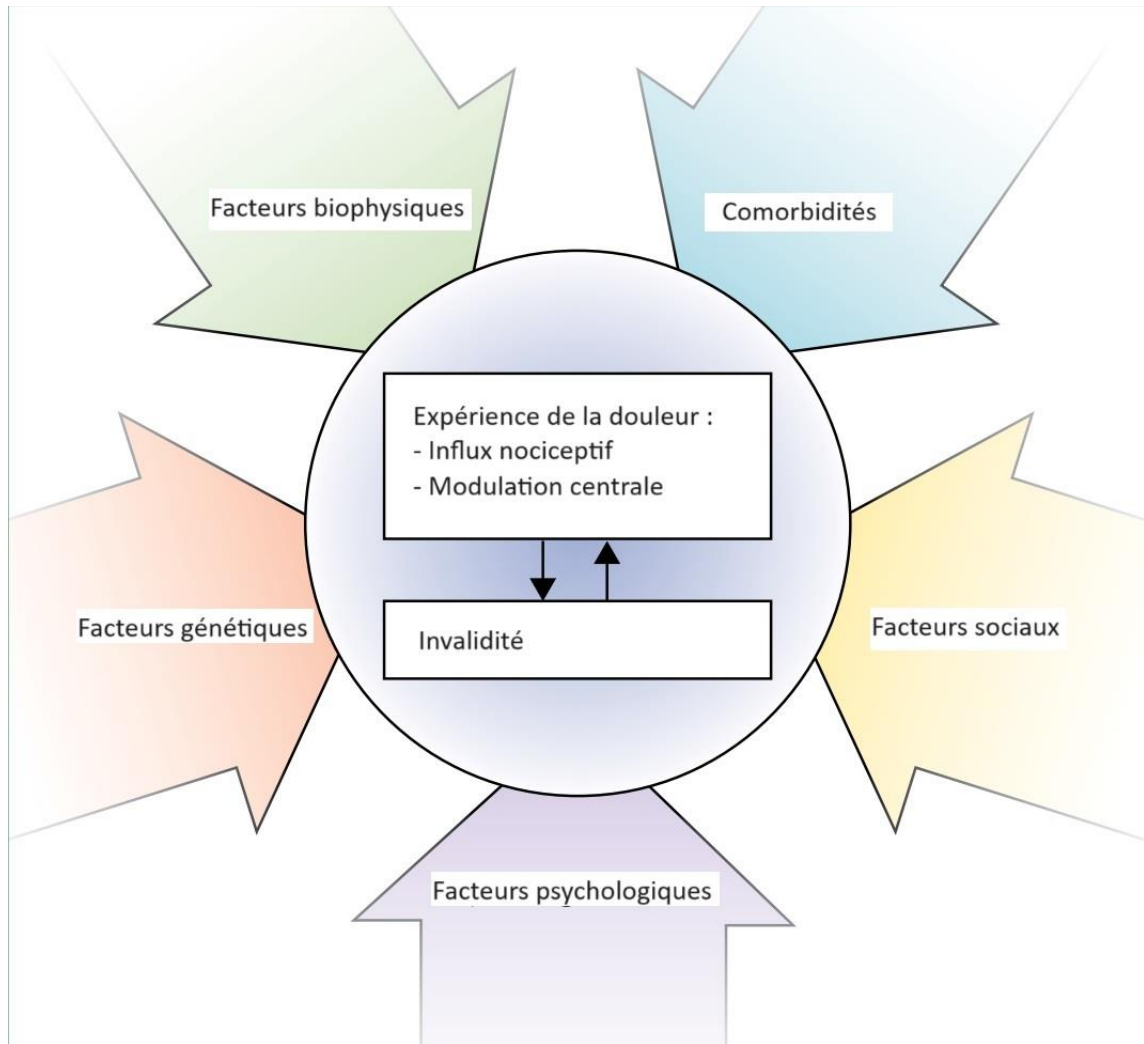 Facteurs biophysiques
Comorbidités
Expérience de la douleur :
- Influx nociceptif
- Modulation centrale
Invalidité
Facteurs génétiques
Facteurs sociaux
Facteurs psychologiques